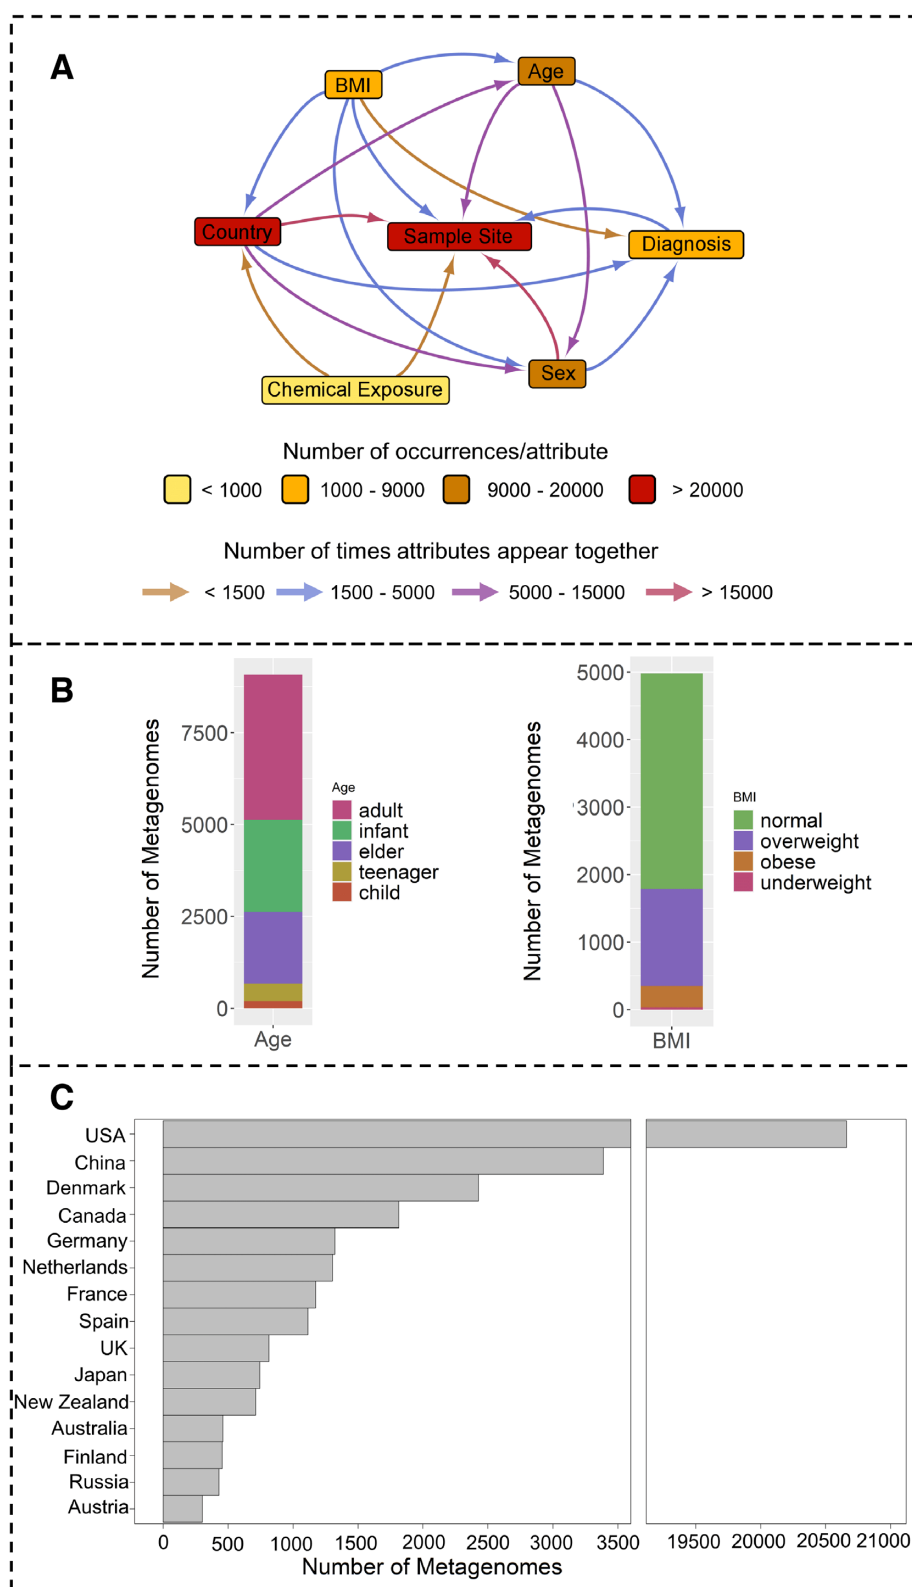 A
BMI
Age
Country
Sample Site
Diagnosis
Sex
Chemical Exposure
Number of occurrences/attribute
< 1000
1000 - 9000
9000 - 20000
> 20000
Number of times attributes appear together
< 1500
1500 - 5000
5000 - 15000
> 15000
B
Number of Metagenomes
7500
5000
2500
0
Age
Age
adult
infant
elder
teenager
child
Number of Metagenomes
5000
4000
3000
2000
1000
0
BMI
BMI
normal
overweight
obese
underweight
C
USA
China
Denmark
Canada
Germany
Netherlands
France
Spain
UK
Japan
New Zealand
Australia
Finland
Russia
Austria
0 500 1000 1500 2000 2500 3000 3500 19500 20000 20500 21000
Number of Metagenomes